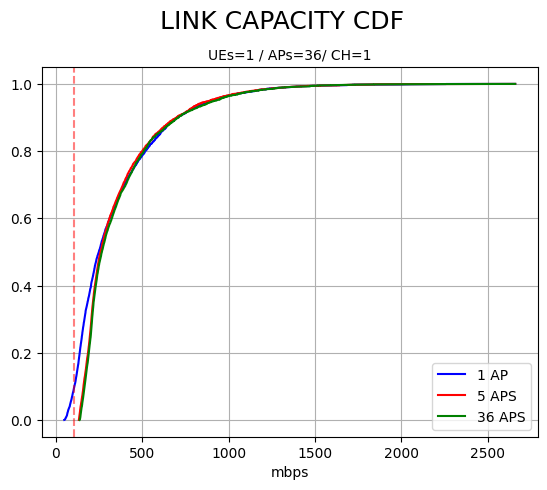 LINK CAPACITY CDF
UEs=1 / APs=36/ CH=1
1.0
0.8
0.6
0.4
0.2
0.0
1 AP
5 APS
36 APS
0 500 1000 1500 2000 2500
mbps